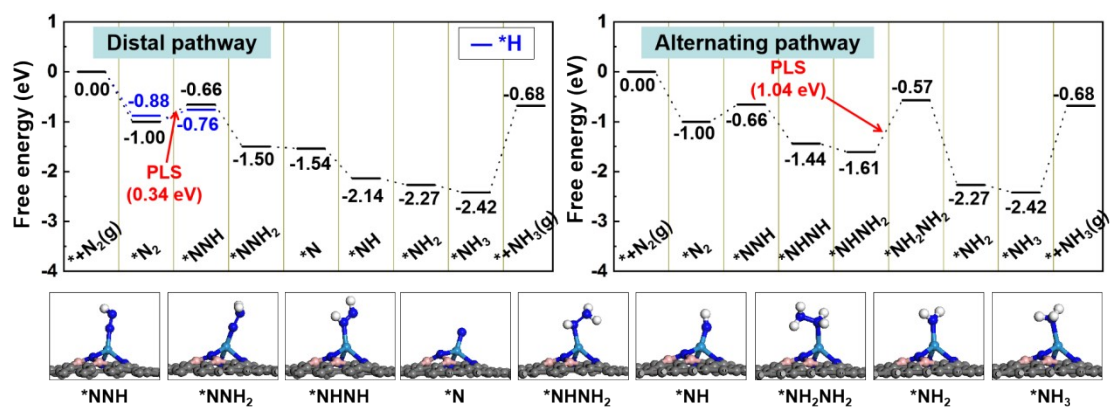 Distal pathway
*H
Free energy (eV)
1
0
-1
-2
-3
-4
0.00
-0.88
-1.00
-0.66
-0.76
PLS
(0.34 eV)
-1.50
-1.54
-2.14
-2.27
-2.42
-0.68
*+N₂(g)
*N₂
*NNH
*NNH₂
*N
*NH
*NH₂
*NH₃
*+NH₃(g)
Alternating pathway
Free energy (eV)
1
0
-1
-2
-3
-4
0.00
-1.00
-0.66
-1.44
-1.61
PLS
(1.04 eV)
-0.57
-2.27
-2.42
-0.68
*+N₂(g)
*N₂
*NNH
*NHNH
*NHNH₂
*NH₂NH₂
*NH₂
*NH₃
*+NH₃(g)
*NNH
*NNH₂
*NHNH
*N
*NHNH₂
*NH
*NH₂NH₂
*NH₂
*NH₃